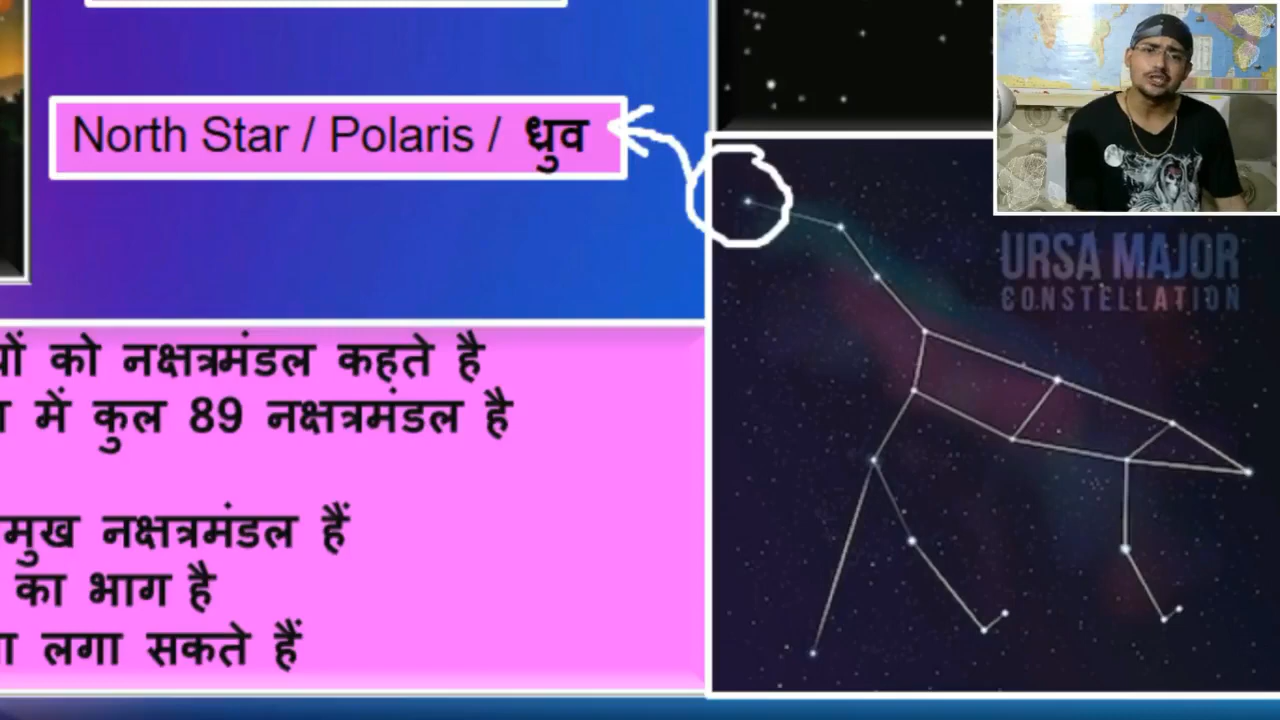 North Star / Polaris / ध्रुव
URSA MAJOR
CONSTELLATION
को नक्षत्रमंडल कहते है
में कुल 89 नक्षत्रमंडल है
मुख नक्षत्रमंडल हैं
का भाग है
लगा सकते हैं